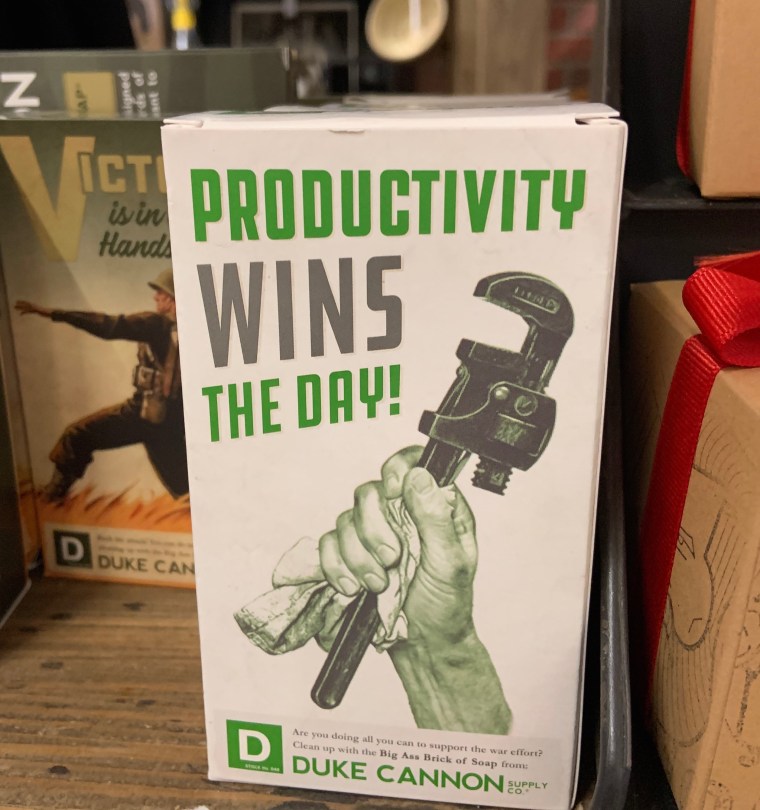 PRODUCTIVITY
WINS
THE DAY!
Are you doing all you can to support the war effort?
Clean up with the Big Ass Brick of Soap from:
D
DUKE CANNON SUPPLY CO.
N
VICT
is in
Hands
D
DUKE CAN